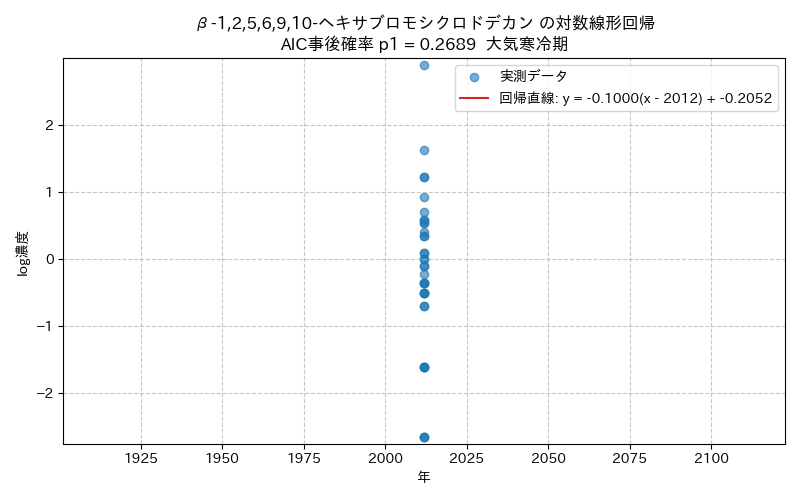 β-1,2,5,6,9,10-ヘキサブロモシクロドデカン の対数線形回帰
AIC事後確率 p1 = 0.2689  大気寒冷期
実測データ
回帰直線: y = -0.1000(x - 2012) + -0.2052
log濃度
2
1
0
−1
−2
1925
1950
1975
2000
2025
2050
2075
2100
年